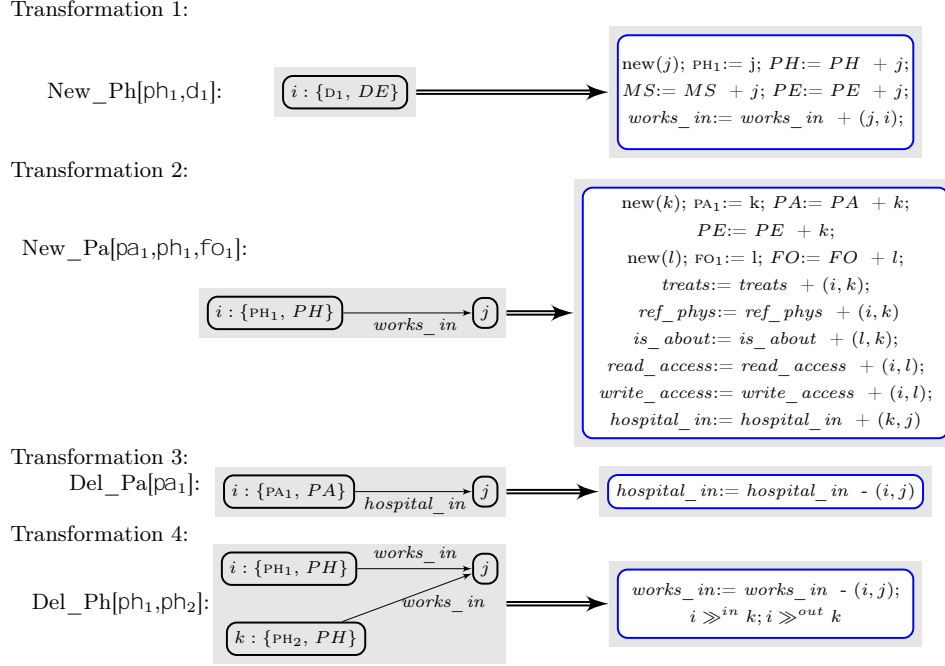 Transformation 1:
New_Ph[ph₁,d₁]:
i : {D₁, DE}
new(j); PH₁:= j; PH:= PH + j;
MS:= MS + j; PE:= PE + j;
works_in:= works_in + (j, i);
Transformation 2:
New_Pa[pa₁,ph₁,fo₁]:
i : {PH₁, PH}
works_in
j
new(k); PA₁:= k; PA:= PA + k;
PE:= PE + k;
new(l); FO₁:= l; FO:= FO + l;
treats:= treats + (i, k);
ref_phys:= ref_phys + (i, k)
is_about:= is_about + (l, k);
read_access:= read_access + (i, l);
write_access:= write_access + (i, l);
hospital_in:= hospital_in + (k, j)
Transformation 3:
Del_Pa[pa₁]:
i : {PA₁, PA}
hospital_in
j
hospital_in:= hospital_in - (i, j)
Transformation 4:
Del_Ph[ph₁,ph₂]:
i : {PH₁, PH}
works_in
j
works_in
k : {PH₂, PH}
works_in:= works_in - (i, j);
i ≫ⁱⁿ k; i ≫ᵒᵘᵗ k